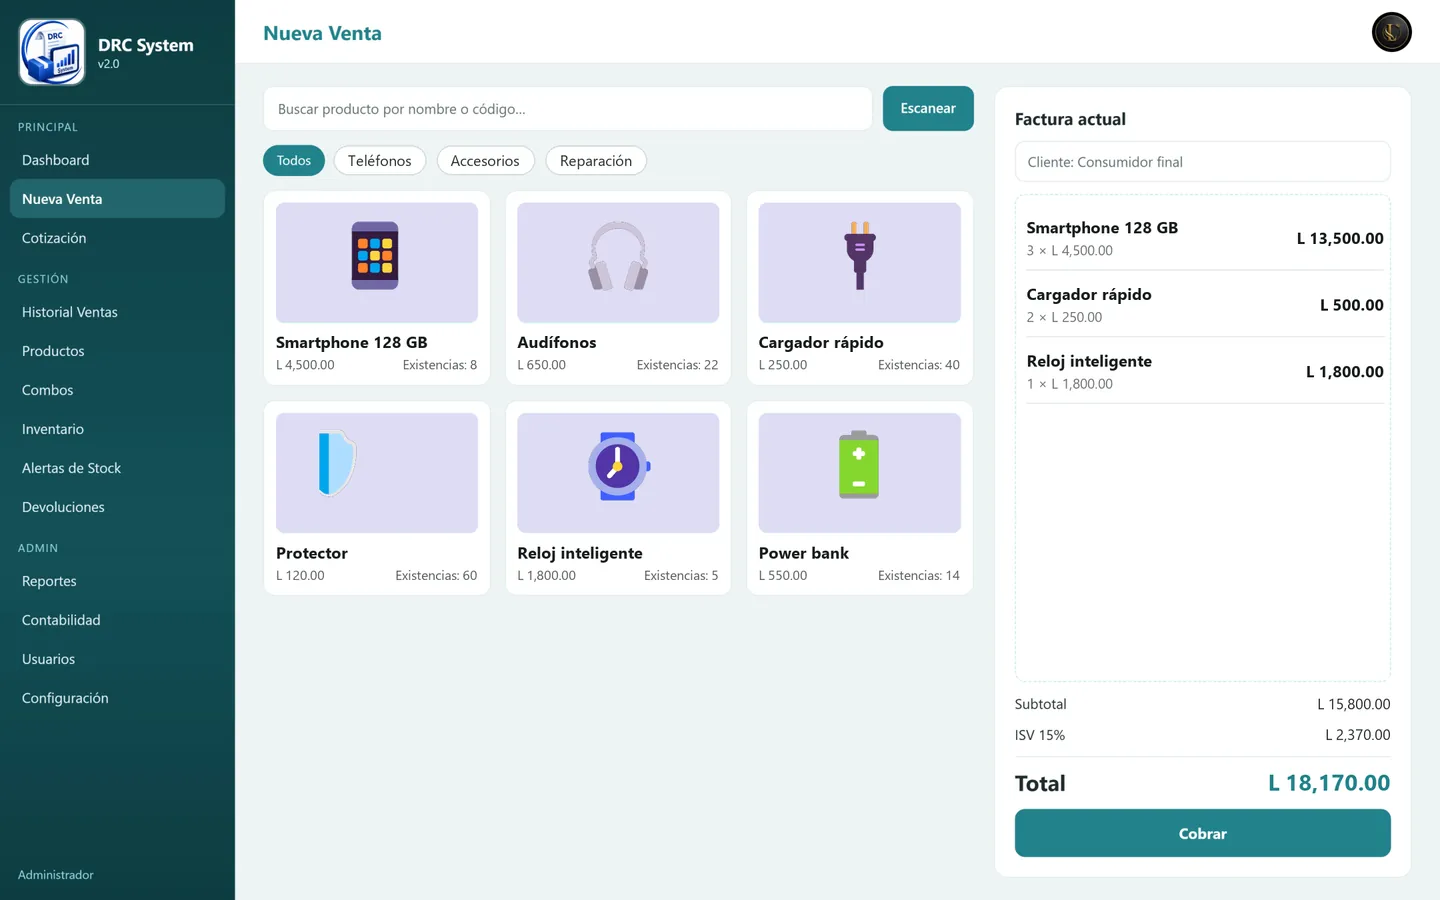 DRC
System
DRC System
v2.0
PRINCIPAL
Dashboard
Nueva Venta
Cotización
GESTIÓN
Historial Ventas
Productos
Combos
Inventario
Alertas de Stock
Devoluciones
ADMIN
Reportes
Contabilidad
Usuarios
Configuración
Administrador
Nueva Venta
Buscar producto por nombre o código...
Escanear
Todos
Teléfonos
Accesorios
Reparación
Smartphone 128 GB
L 4,500.00
Existencias: 8
Audífonos
L 650.00
Existencias: 22
Cargador rápido
L 250.00
Existencias: 40
Protector
L 120.00
Existencias: 60
Reloj inteligente
L 1,800.00
Existencias: 5
Power bank
L 550.00
Existencias: 14
Factura actual
Cliente: Consumidor final
Smartphone 128 GB
3 × L 4,500.00
L 13,500.00
Cargador rápido
2 × L 250.00
L 500.00
Reloj inteligente
1 × L 1,800.00
L 1,800.00
Subtotal
L 15,800.00
ISV 15%
L 2,370.00
Total
L 18,170.00
Cobrar